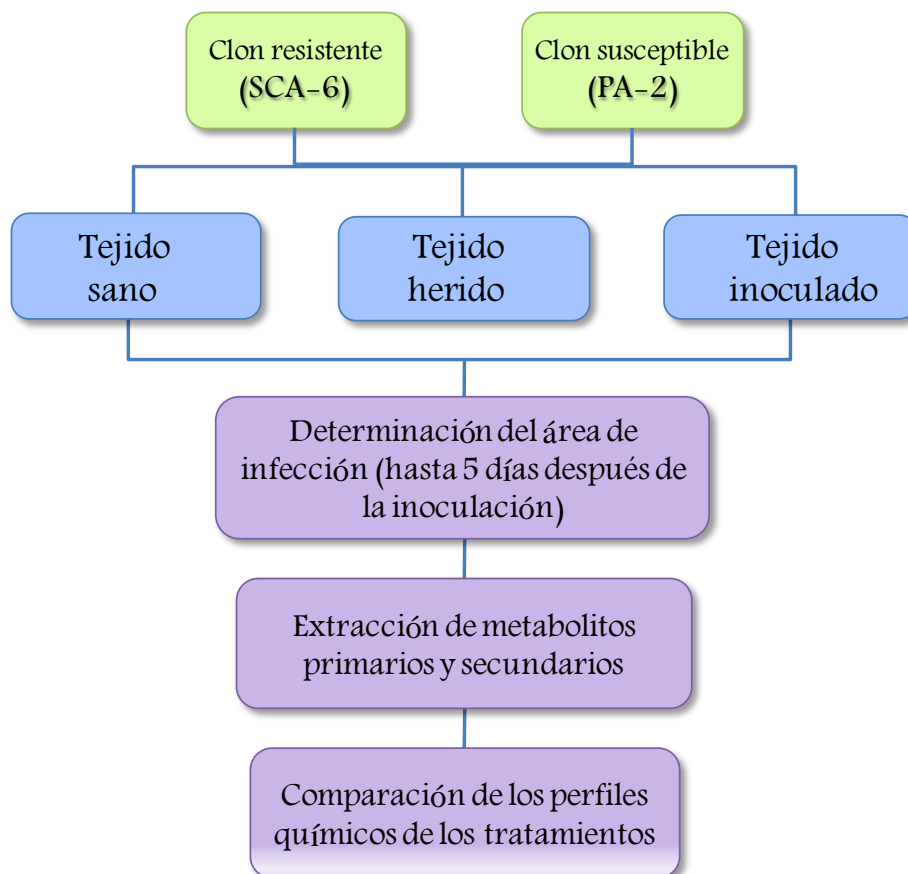 Clon resistente
(SCA-6)
Clon susceptible
(PA-2)
Tejido
sano
Tejido
herido
Tejido
inoculado
Determinación del área de
infección (hasta 5 días después de
la inoculación)
Extracción de metabolitos
primarios y secundarios
Comparación de los perfiles
químicos de los tratamientos